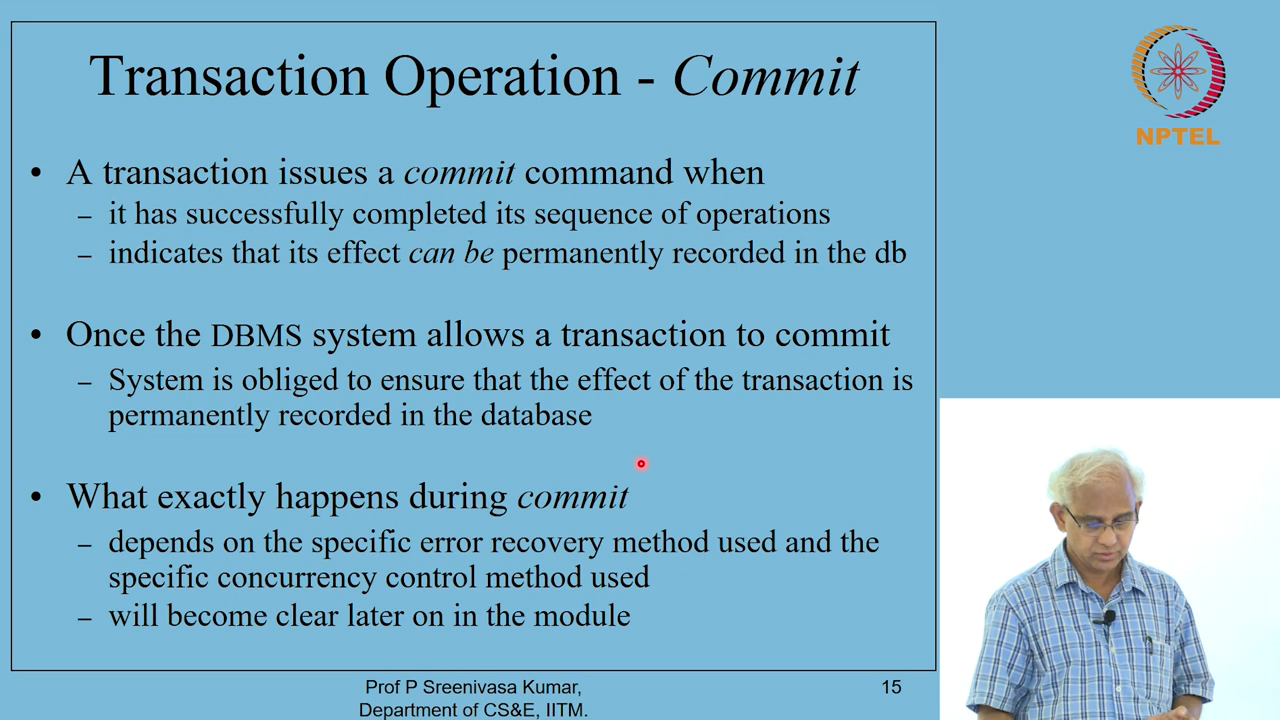 Transaction Operation - Commit
NPTEL
• A transaction issues a commit command when
– it has successfully completed its sequence of operations
– indicates that its effect can be permanently recorded in the db
• Once the DBMS system allows a transaction to commit
– System is obliged to ensure that the effect of the transaction is
permanently recorded in the database
• What exactly happens during commit
– depends on the specific error recovery method used and the
specific concurrency control method used
– will become clear later on in the module
Prof P Sreenivasa Kumar,
Department of CS&E, IITM.
15